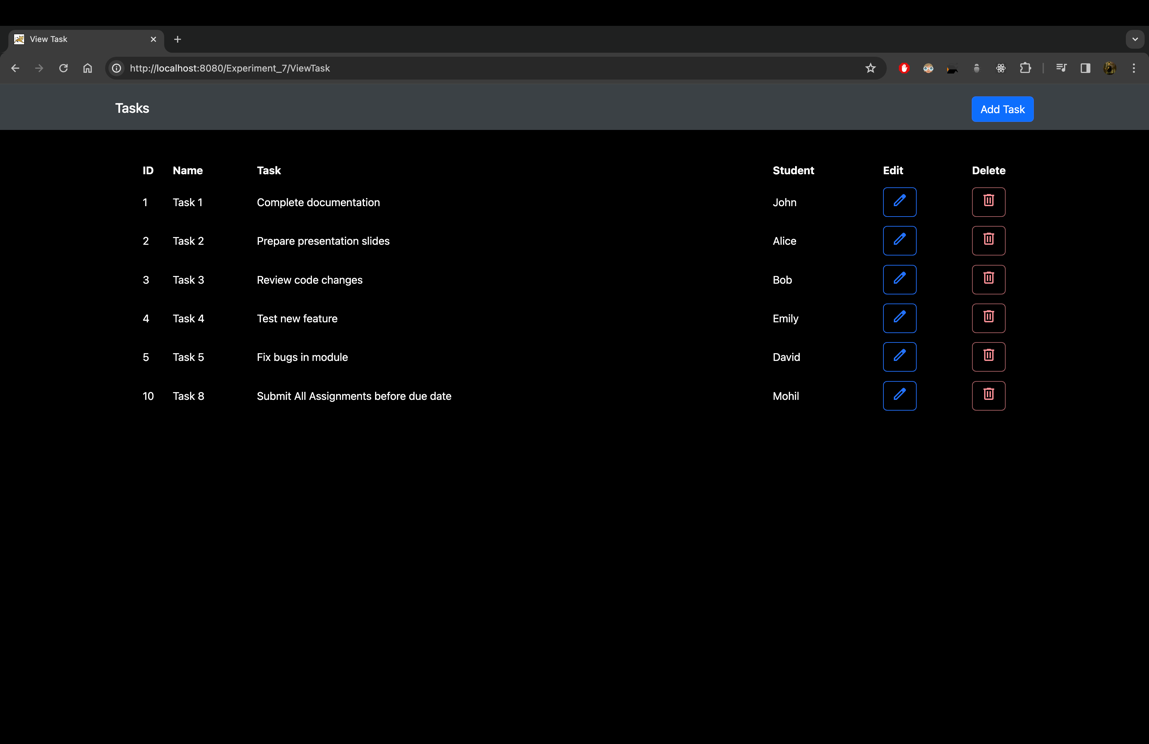 View Task
http://localhost:8080/Experiment_7/ViewTask
Tasks Add Task
ID Name Task Student Edit Delete
1 Task 1 Complete documentation John
2 Task 2 Prepare presentation slides Alice
3 Task 3 Review code changes Bob
4 Task 4 Test new feature Emily
5 Task 5 Fix bugs in module David
10 Task 8 Submit All Assignments before due date Mohil